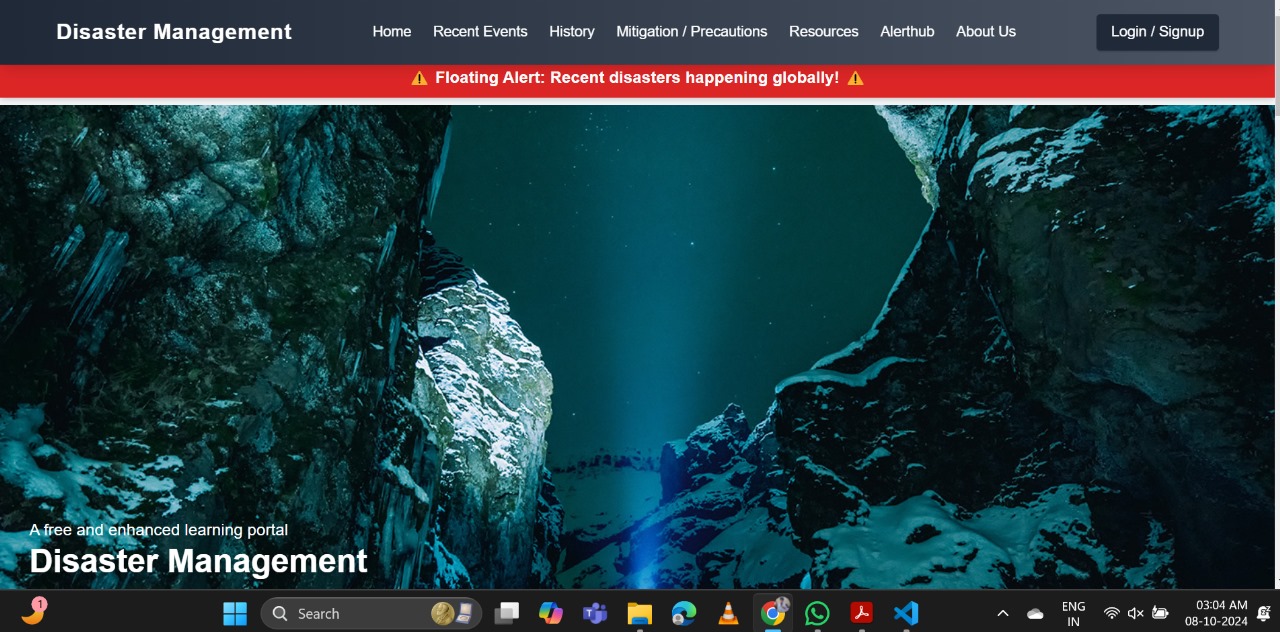 Disaster Management
Home Recent Events History Mitigation / Precautions Resources Alerthub About Us
Login / Signup
⚠️ Floating Alert: Recent disasters happening globally! ⚠️
A free and enhanced learning portal
Disaster Management
1
Search
ENG
IN
03:04 AM
08-10-2024